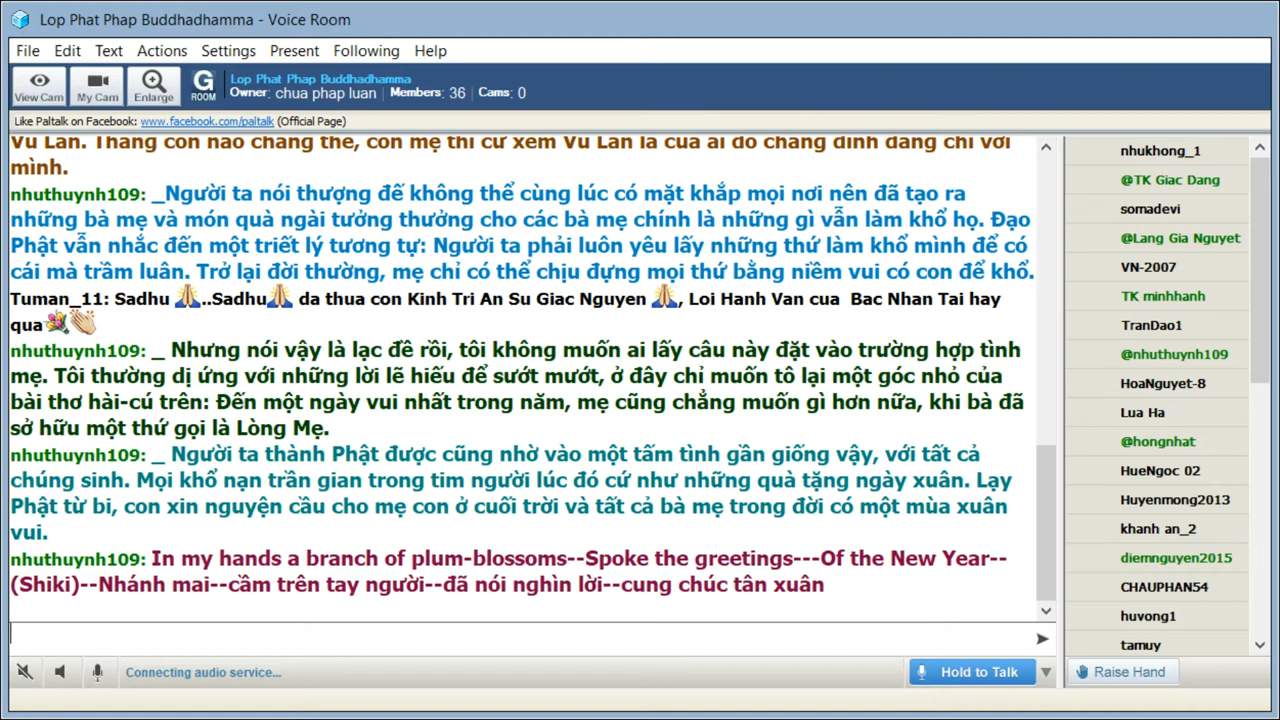 Lop Phat Phap Buddhadhamma - Voice Room
File Edit Text Actions Settings Present Following Help
View Cam My Cam Enlarge G ROOM
Lop Phat Phap Buddhadhamma
Owner: chua phap luan Members: 36 Cams: 0
Like Paltalk on Facebook: www.facebook.com/paltalk (Official Page)
Vu Lan. Thằng con nào chẳng thế, còn mẹ thì cứ xem Vu Lan là của ai đó chẳng dính dáng chi với
mình.
nhuthuynh109: _Người ta nói thượng đế không thể cùng lúc có mặt khắp mọi nơi nên đã tạo ra
những bà mẹ và món quà ngài tưởng thưởng cho các bà mẹ chính là những gì vẫn làm khổ họ. Đạo
Phật vẫn nhắc đến một triết lý tương tự: Người ta phải luôn yêu lấy những thứ làm khổ mình để có
cái mà trầm luân. Trở lại đời thường, mẹ chỉ có thể chịu đựng mọi thứ bằng niềm vui có con để khổ.
Tuman_11: Sadhu 🙏..Sadhu🙏 da thua con Kinh Tri An Su Giac Nguyen 🙏, Loi Hanh Van cua Bac Nhan Tai hay
qua💐👏
nhuthuynh109: _ Nhưng nói vậy là lạc đề rồi, tôi không muốn ai lấy câu này đặt vào trường hợp tình
mẹ. Tôi thường dị ứng với những lời lẽ hiếu để sướt mướt, ở đây chỉ muốn tô lại một góc nhỏ của
bài thơ hài-cú trên: Đến một ngày vui nhất trong năm, mẹ cũng chẳng muốn gì hơn nữa, khi bà đã
sở hữu một thứ gọi là Lòng Mẹ.
nhuthuynh109: _ Người ta thành Phật được cũng nhờ vào một tấm tình gần giống vậy, với tất cả
chúng sinh. Mọi khổ nạn trần gian trong tim người lúc đó cứ như những quà tặng ngày xuân. Lạy
Phật từ bi, con xin nguyện cầu cho mẹ con ở cuối trời và tất cả bà mẹ trong đời có một mùa xuân
vui.
nhuthuynh109: In my hands a branch of plum-blossoms--Spoke the greetings---Of the New Year--
(Shiki)--Nhánh mai--cầm trên tay người--đã nói nghìn lời--cung chúc tân xuân
Connecting audio service...
Hold to Talk
nhukhong_1
@TK Giac Dang
somadevi
@Lang Gia Nguyet
VN-2007
TK minhhanh
TranDao1
@nhuthuynh109
HoaNguyet-8
Lua Ha
@hongnhat
HueNgoc 02
Huyenmong2013
khanh an_2
diemnguyen2015
CHAUPHAN54
huvong1
tamuy
Raise Hand